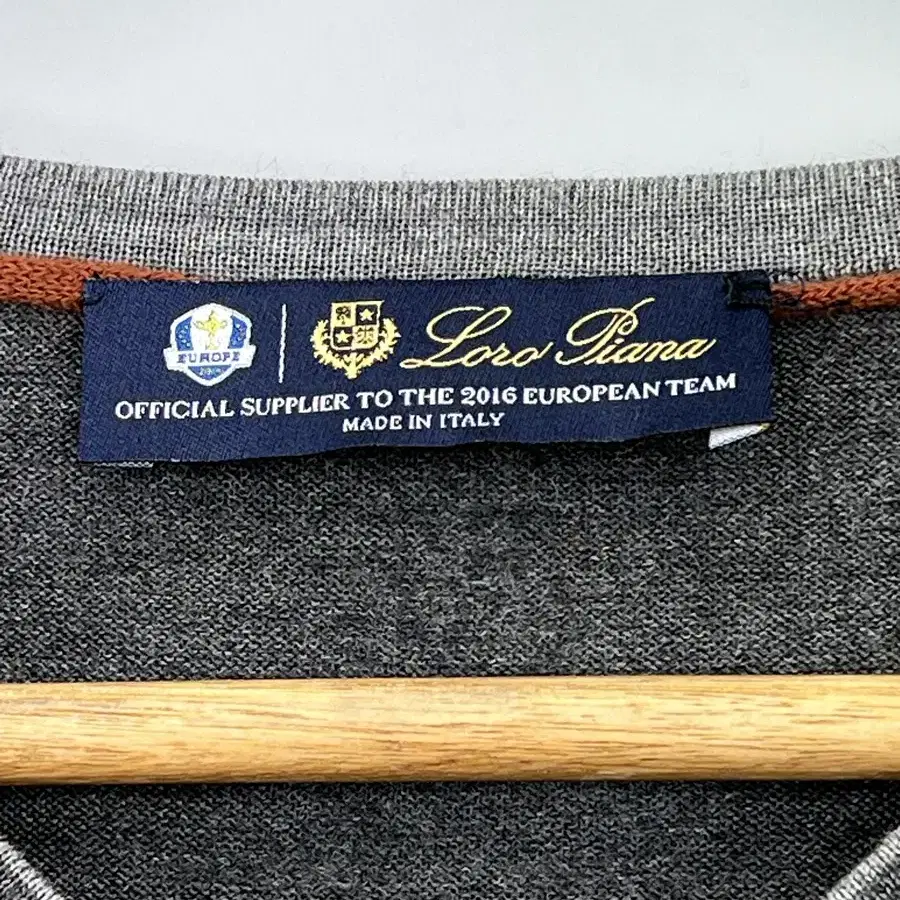 EUROPE
Loro Piana
OFFICIAL SUPPLIER TO THE 2016 EUROPEAN TEAM
MADE IN ITALY